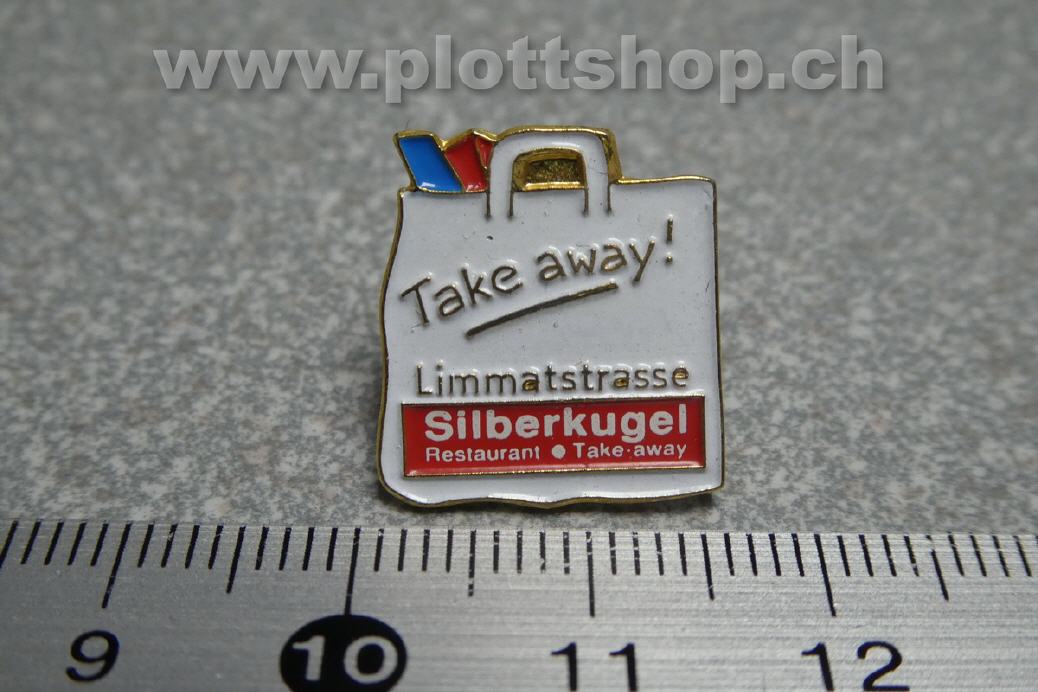 www.plottshop.ch
Take away!
Limmatstrasse
Silberkugel
Restaurant • Take-away
9 10 11 12